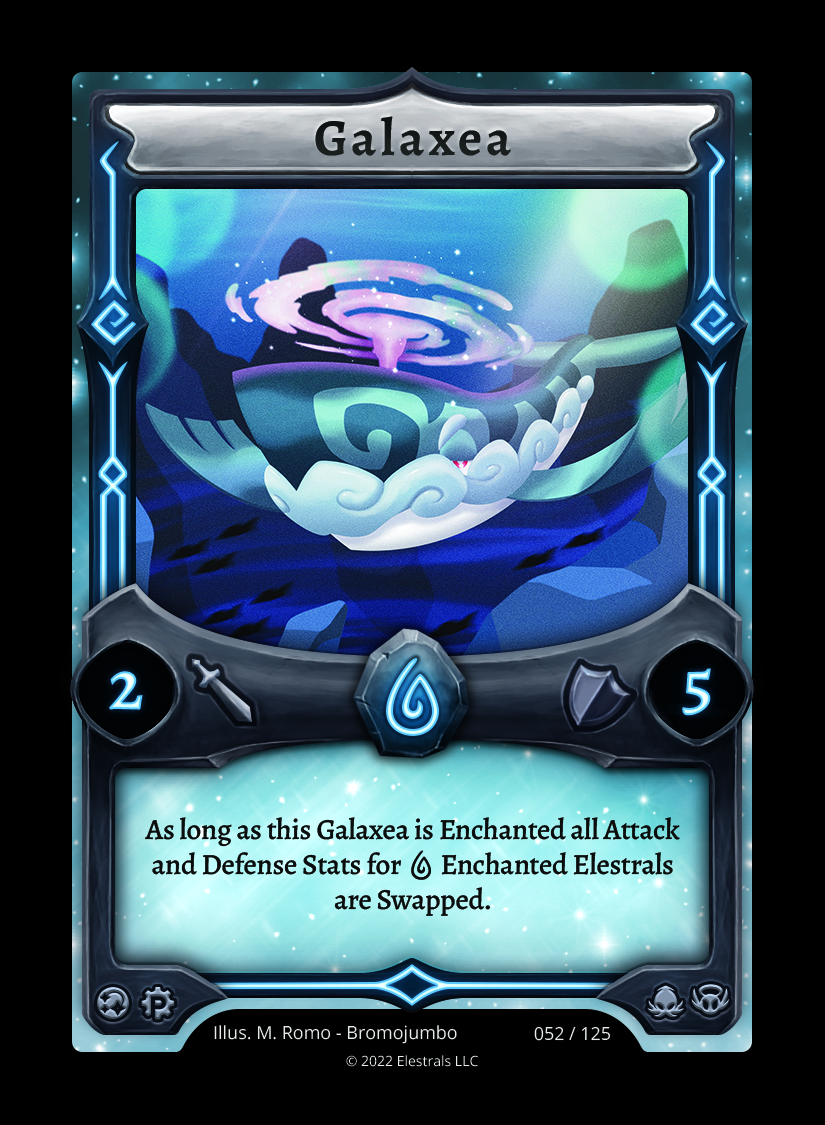 Galaxea
2
5
As long as this Galaxea is Enchanted all Attack
and Defense Stats for Enchanted Elestrals
are Swapped.
P
Illus. M. Romo - Bromojumbo 052 / 125
© 2022 Elestrals LLC